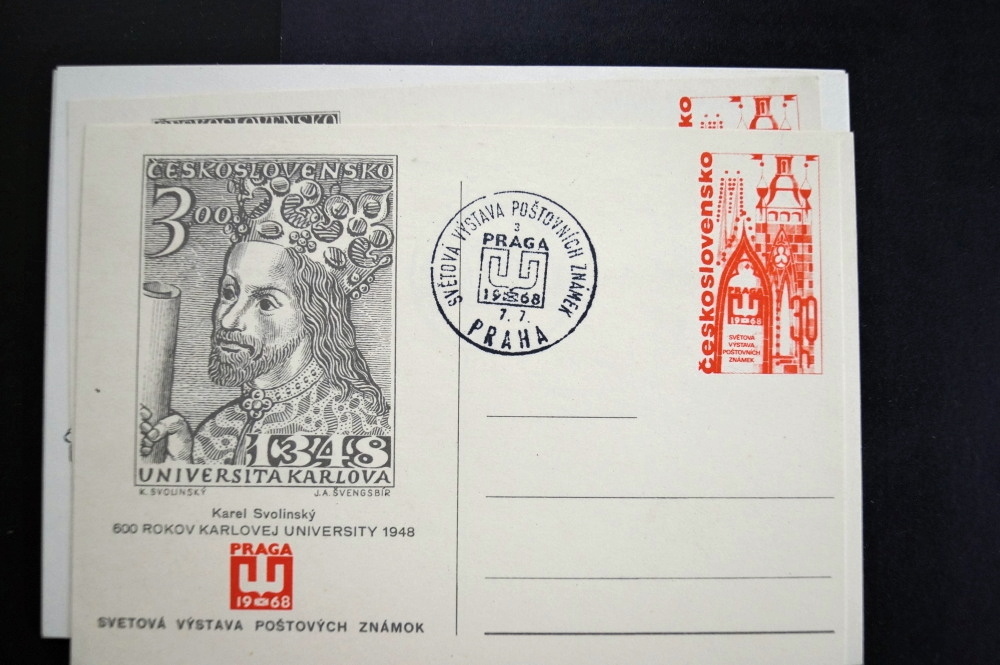 ČESKOSLOVENSKO
ko
ČESKOSLOVENSKO
3 00
1348
UNIVERSITA KARLOVA
K. SVOLINSKÝ J.A. ŠVENGSBÍR
Karel Svolinský
600 ROKOV KARLOVEJ UNIVERSITY 1948
PRAGA
1968
SVETOVÁ VÝSTAVA POŠTOVÝCH ZNÁMOK
SVĚTOVÁ VÝSTAVA POŠTOVNÍCH ZNÁMEK
3
PRAGA
1968
7. 7.
PRAHA
československo
PRAGA
1968
30
SVĚTOVÁ
VÝSTAVA
POŠTOVNÍCH
ZNÁMEK